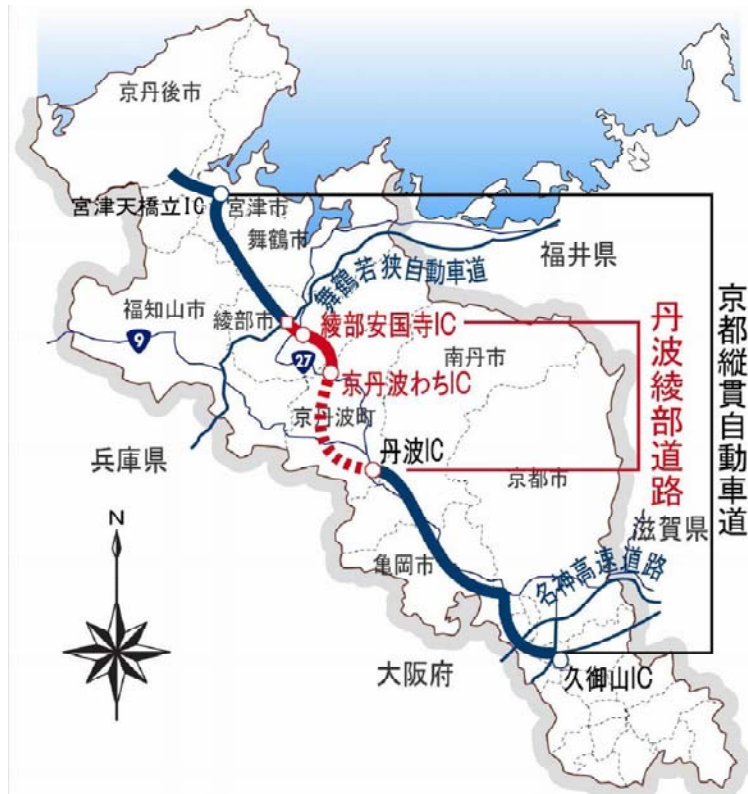 京丹後市
宮津天橋立IC
宮津市
舞鶴市
舞鶴若狭自動車道
福井県
福知山市
綾部市
綾部安国寺IC
9
27
南丹市
京丹波わちIC
京丹波町
丹波IC
兵庫県
京都市
丹波綾部道路
京都縦貫自動車道
滋賀県
N
亀岡市
名神高速道路
大阪府
久御山IC